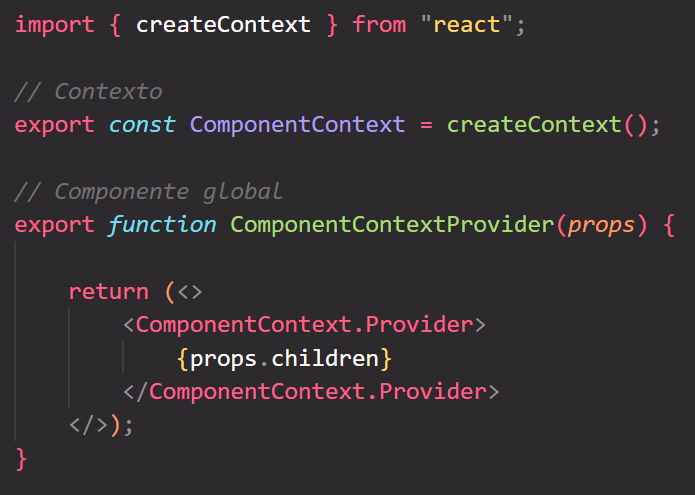 import { createContext } from "react";
// Contexto
export const ComponentContext = createContext();
// Componente global
export function ComponentContextProvider(props) {
return (<>
<ComponentContext.Provider>
{props.children}
</ComponentContext.Provider>
</>);
}